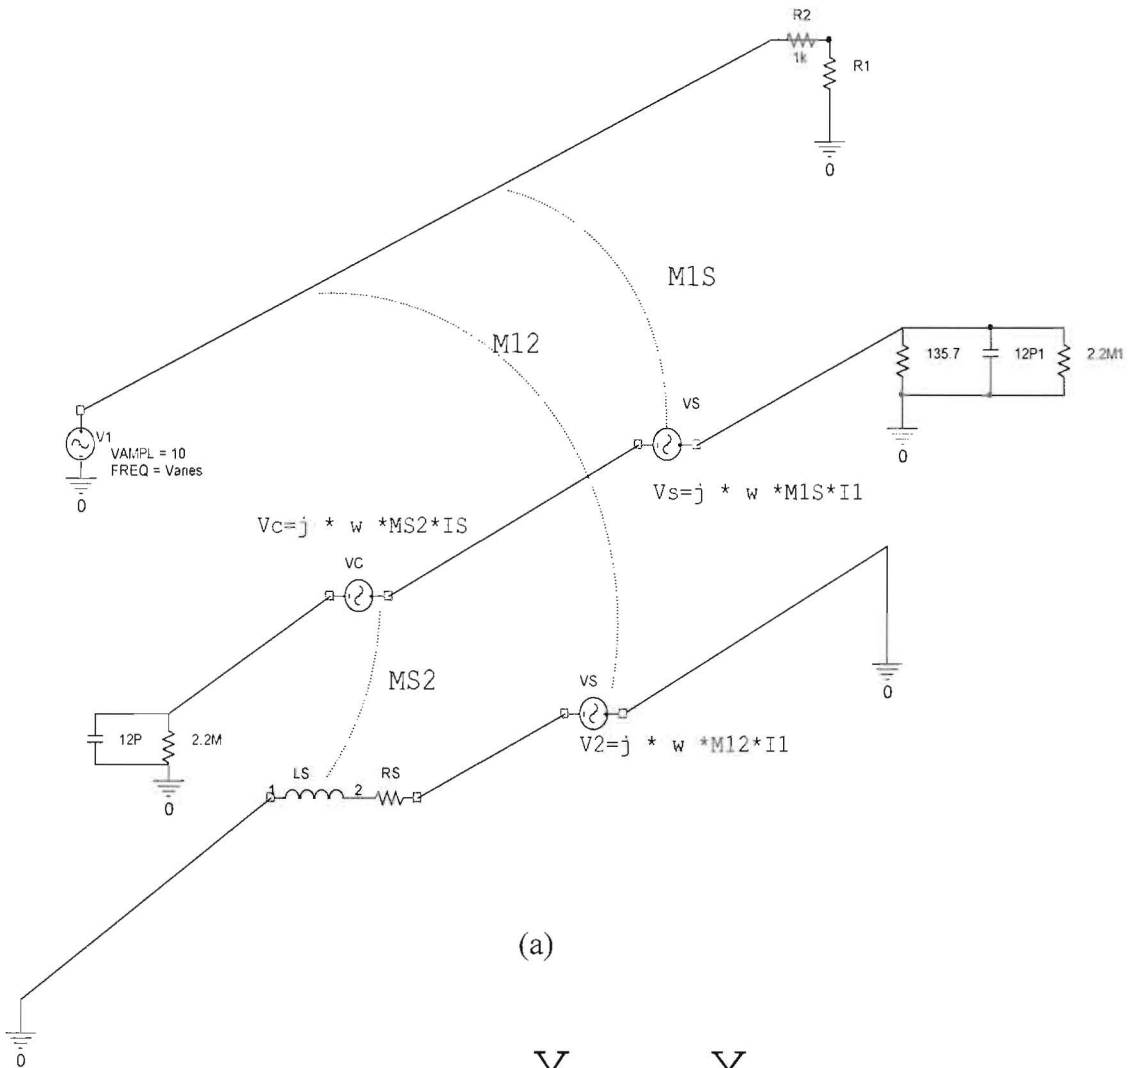 R2
1k
R1
0
M1S
M12
135.7
12P1
2.2M1
VS
V1
VAMPL = 10
FREQ = Varies
0
0
Vs=j * w *M1S*I1
Vc=j * w *MS2*IS
VC
MS2
VS
0
12P
2.2M
V2=j * w *M12*I1
LS
RS
1
2
0
(a)
0
V
V